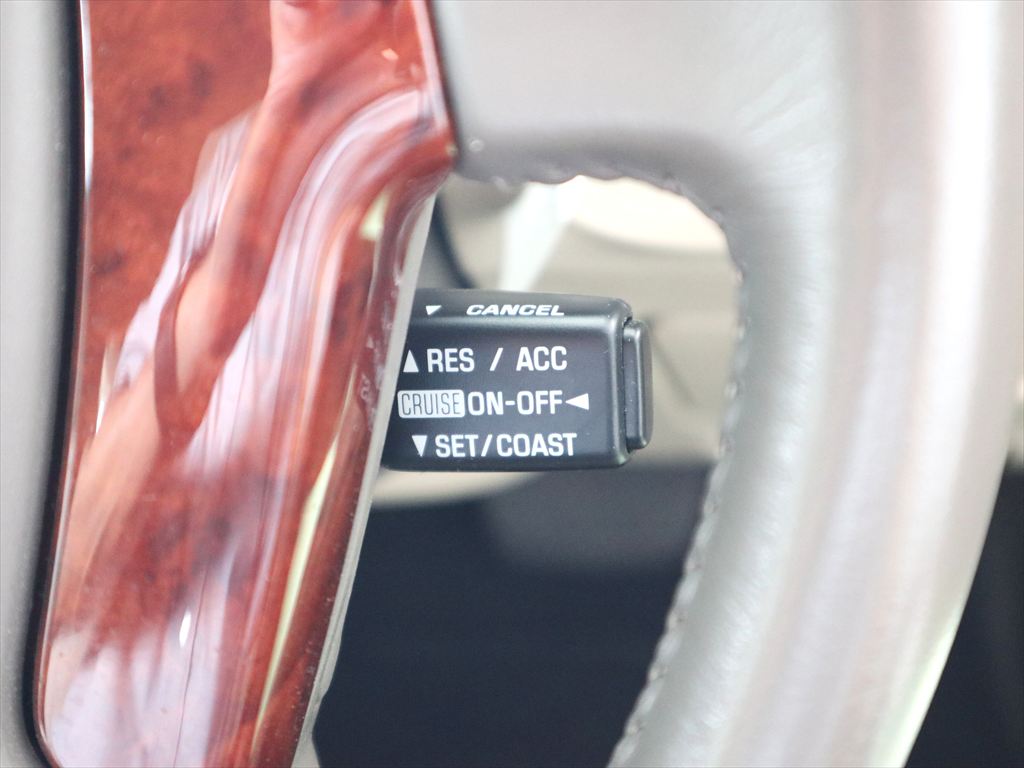 ▼ CANCEL
▲ RES / ACC
CRUISE ON-OFF ◀
▼ SET/COAST